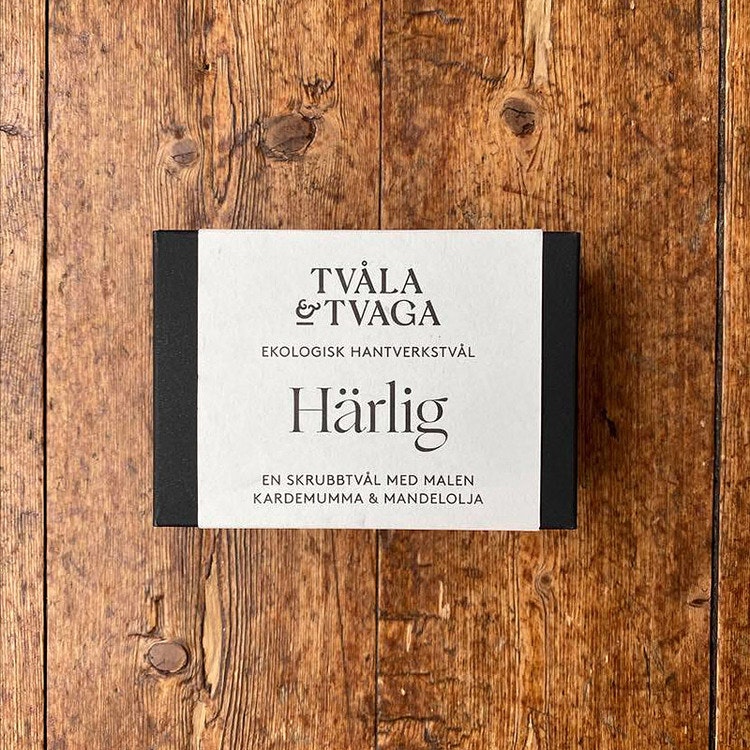 TVÅLA
& TVAGA
EKOLOGISK HANTVERKSTVÅL
Härlig
EN SKRUBBTVÅL MED MALEN
KARDEMUMMA & MANDELOLJA